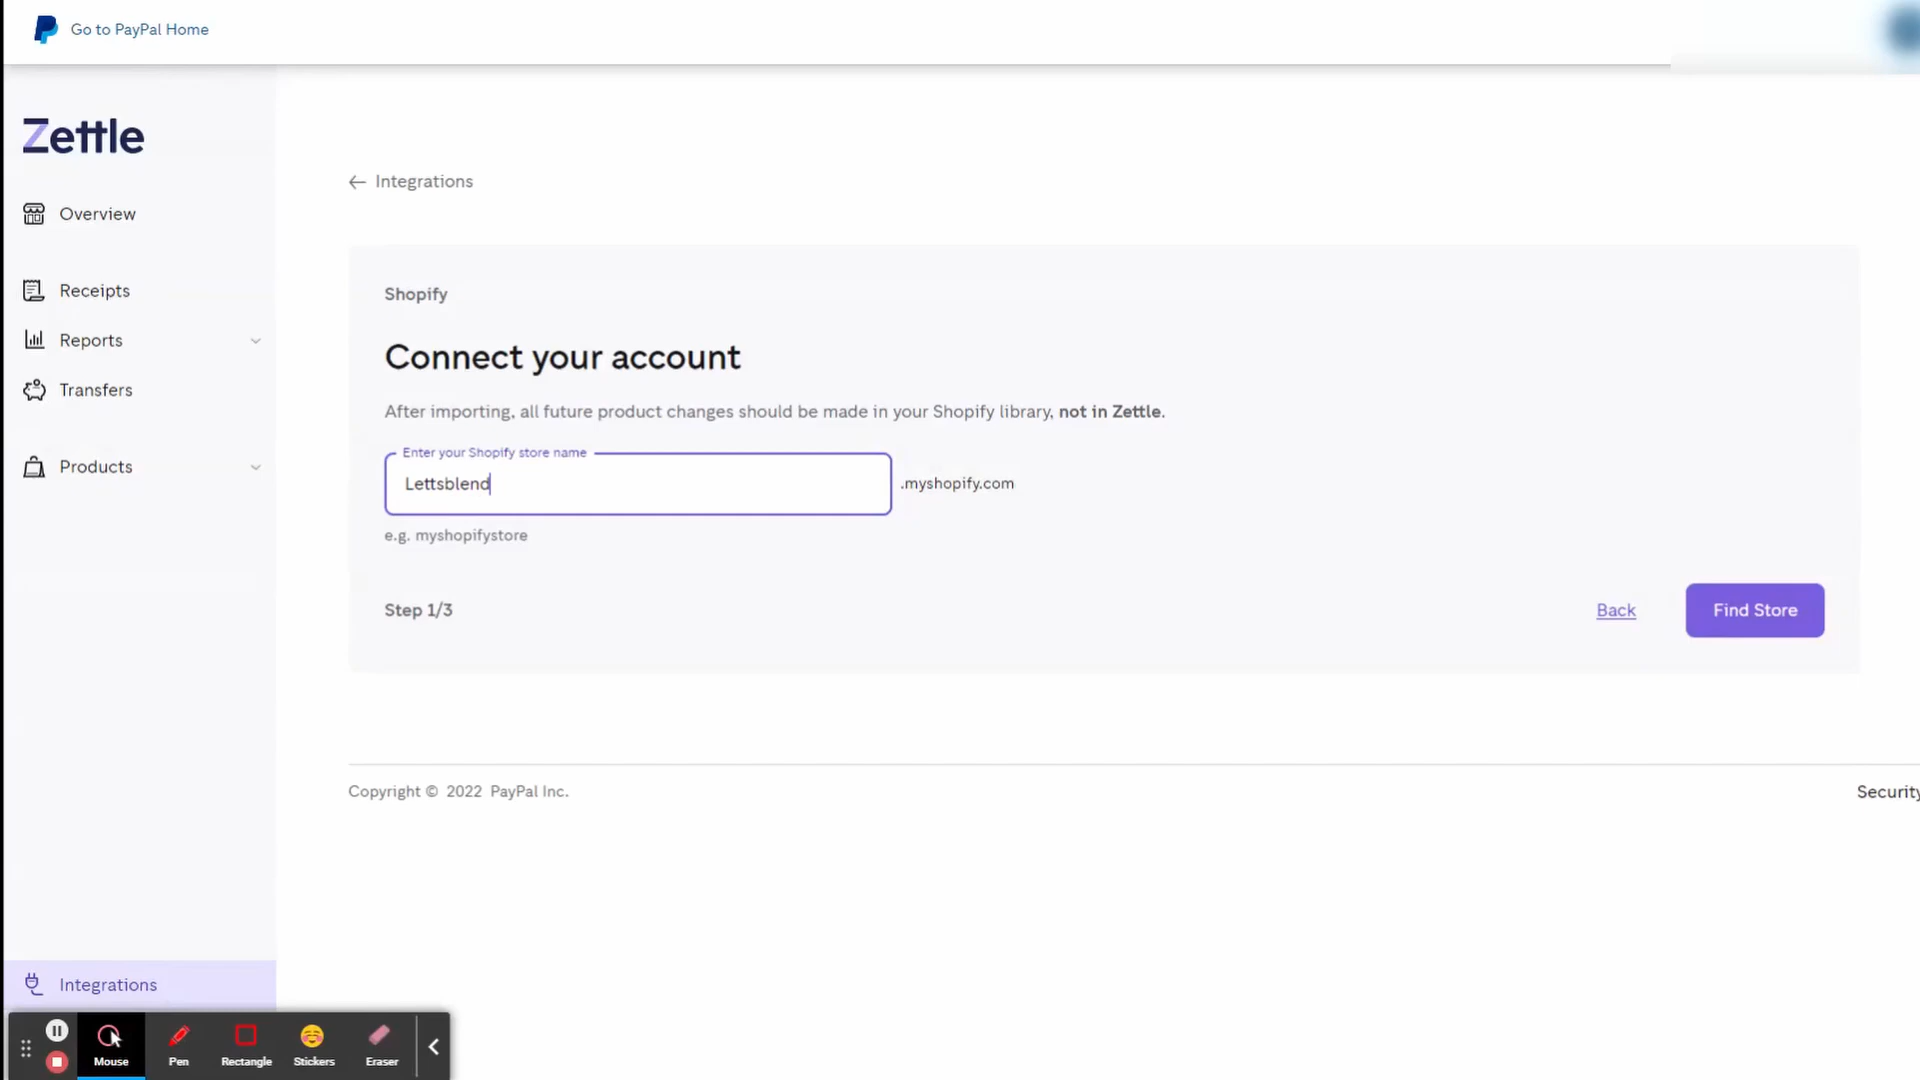 Go to PayPal Home
Zettle
Overview
Receipts
Reports
Transfers
Products
Integrations
Integrations
Shopify
Connect your account
After importing, all future product changes should be made in your Shopify library, not in Zettle.
Enter your Shopify store name
Lettsblend .myshopify.com
e.g. myshopifystore
Step 1/3 Back Find Store
Copyright © 2022 PayPal Inc. Security
Mouse Pen Rectangle Stickers Eraser